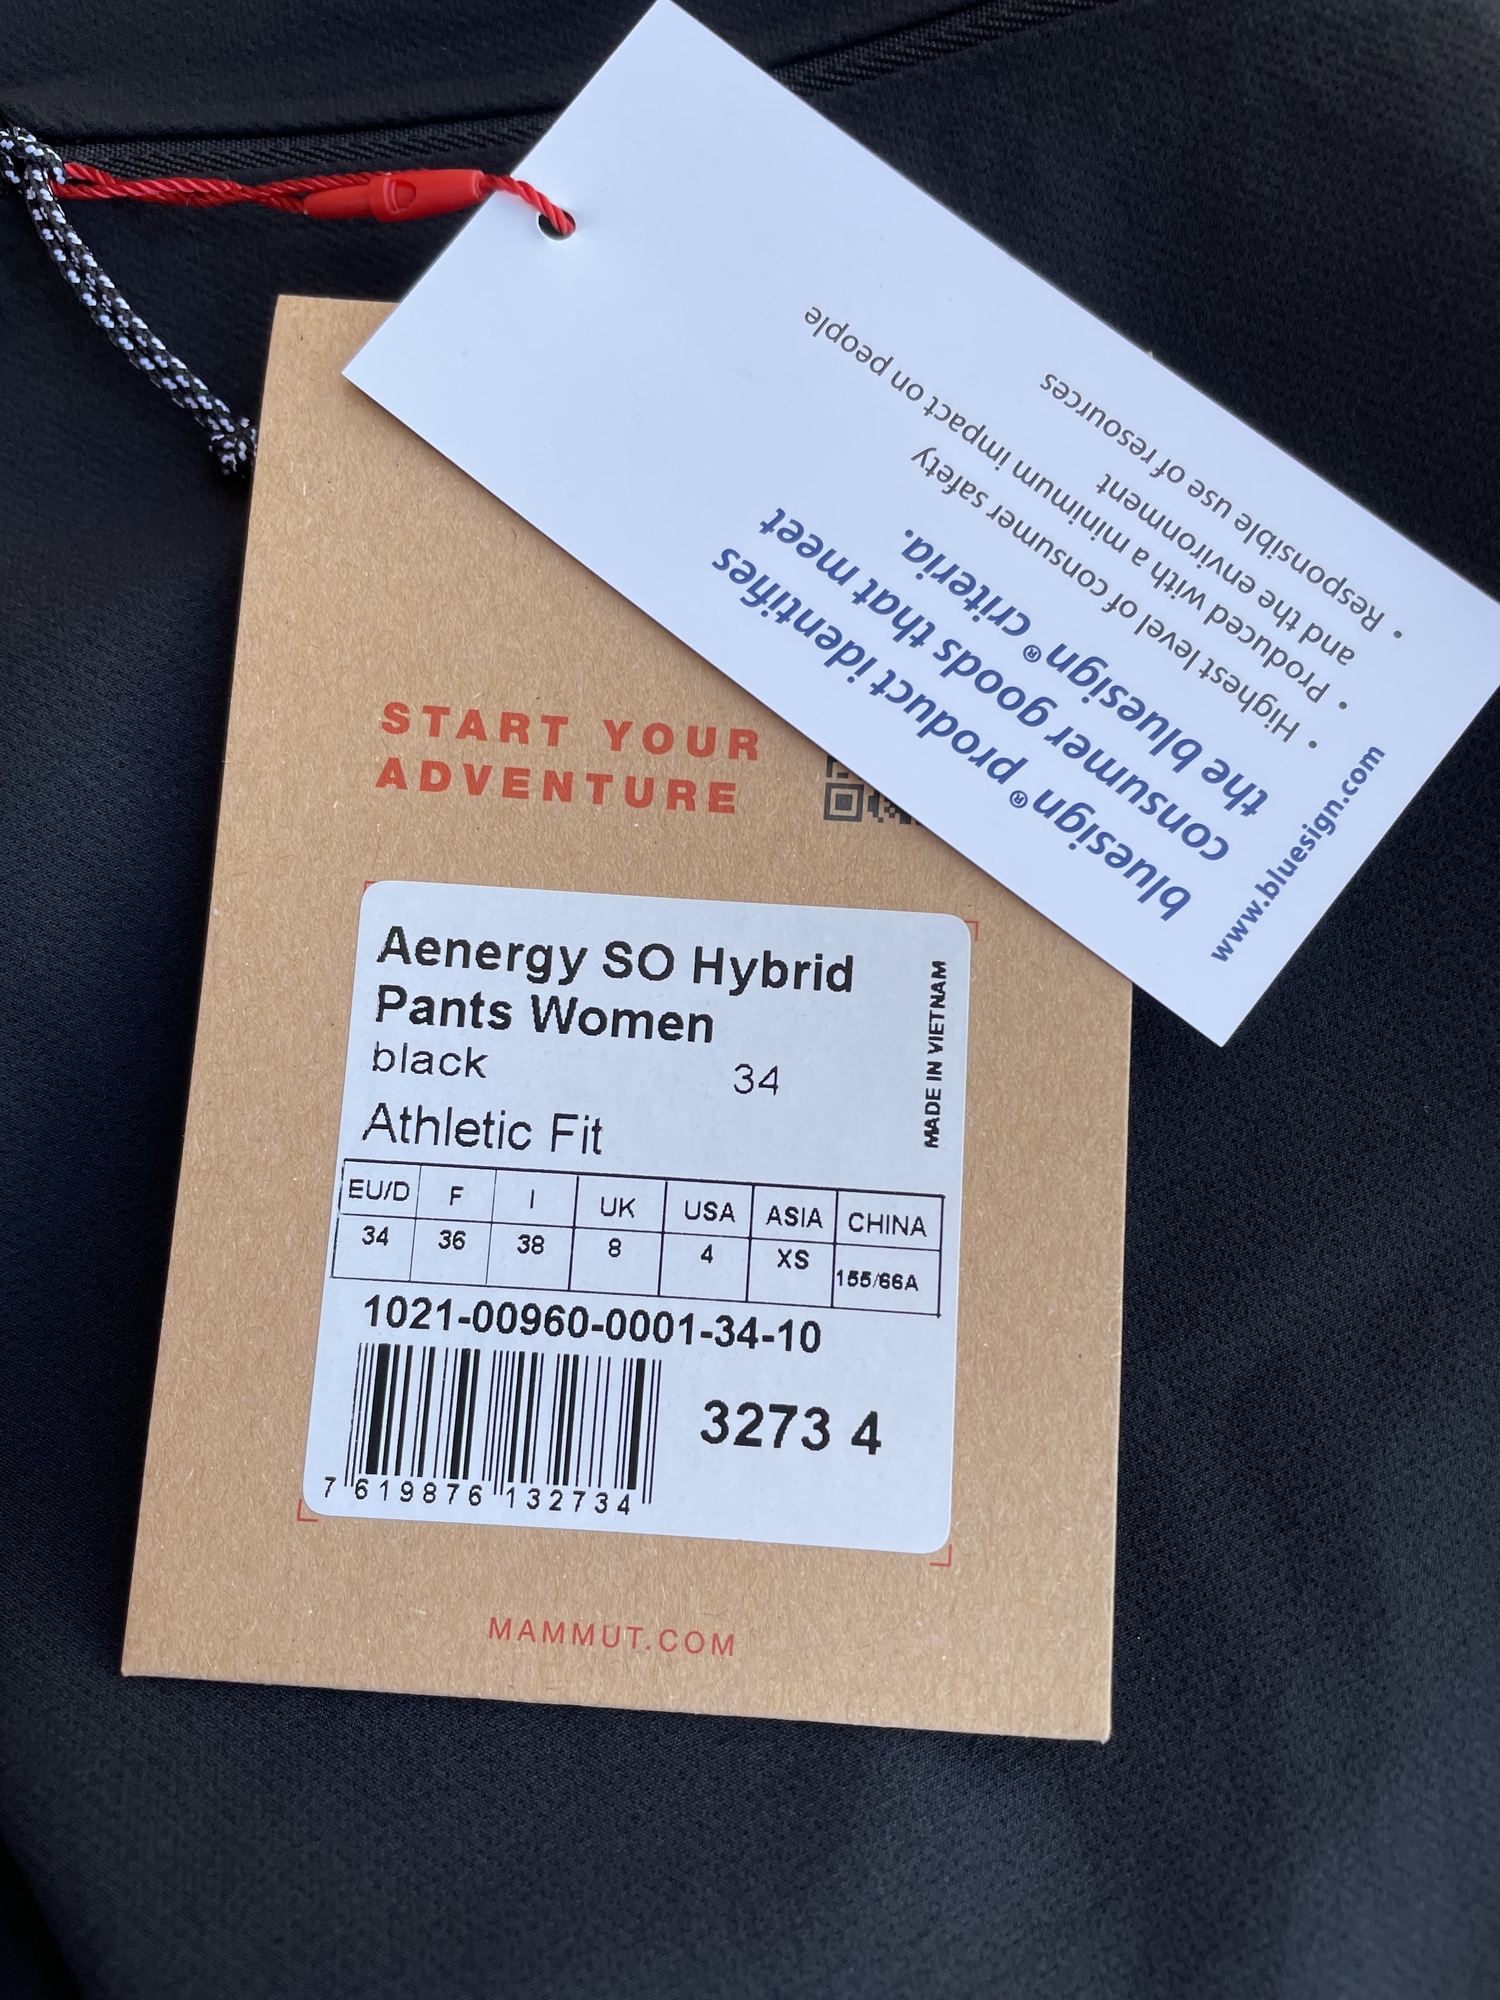 bluesign® product identifies
consumer goods that meet
the bluesign® criteria.
• Highest level of consumer safety
• Produced with a minimum impact on people
and the environment
• Responsible use of resources
www.bluesign.com
START YOUR
ADVENTURE
Aenergy SO Hybrid
Pants Women
black 34
Athletic Fit
MADE IN VIETNAM
EU/D F I UK USA ASIA CHINA
34 36 38 8 4 XS 155/66A
1021-00960-0001-34-10
3273 4
7 619876 132734
MAMMUT.COM